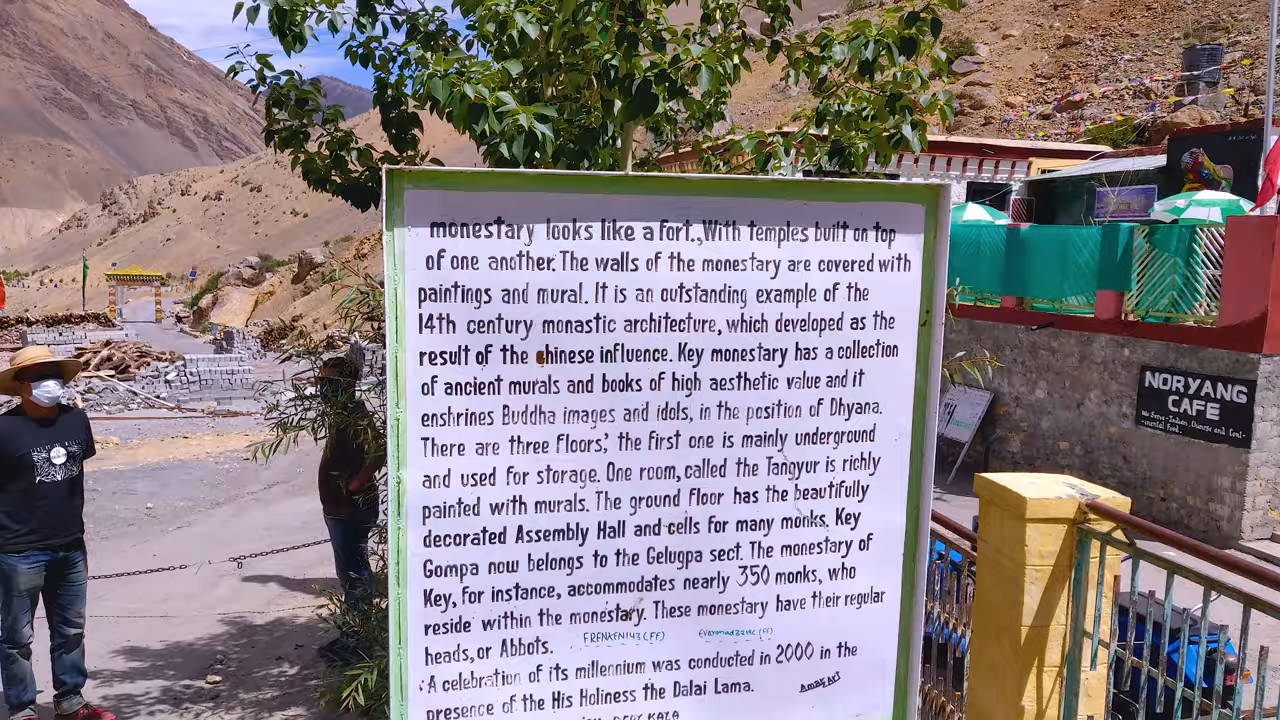 monestary looks like a fort.,With temples built on top
of one another. The walls of the monestary are covered with
paintings and mural. It is an outstanding example of the
14th century monastic architecture, which developed as the
result of the chinese influence. Key monestary has a collection
of ancient murals and books of high aesthetic value and it
enshrines Buddha images and idols, in the position of Dhyana.
There are three floors; the first one is mainly underground
and used for storage. One room, called the Tangyur is richly
painted with murals. The ground floor has the beautifully
decorated Assembly Hall and cells for many monks. Key
Gompa now belongs to the Gelugpa sect. The monestary of
Key, for instance, accommodates nearly 350 monks, who
reside within the monestary. These monestary have their regular
heads, or Abbots.
A celebration of its millennium was conducted in 2000 in the
presence of the His Holiness the Dalai Lama.
NORYANG
CAFE
We Serve-Indian, Chinese and Cont-
-inental Food.